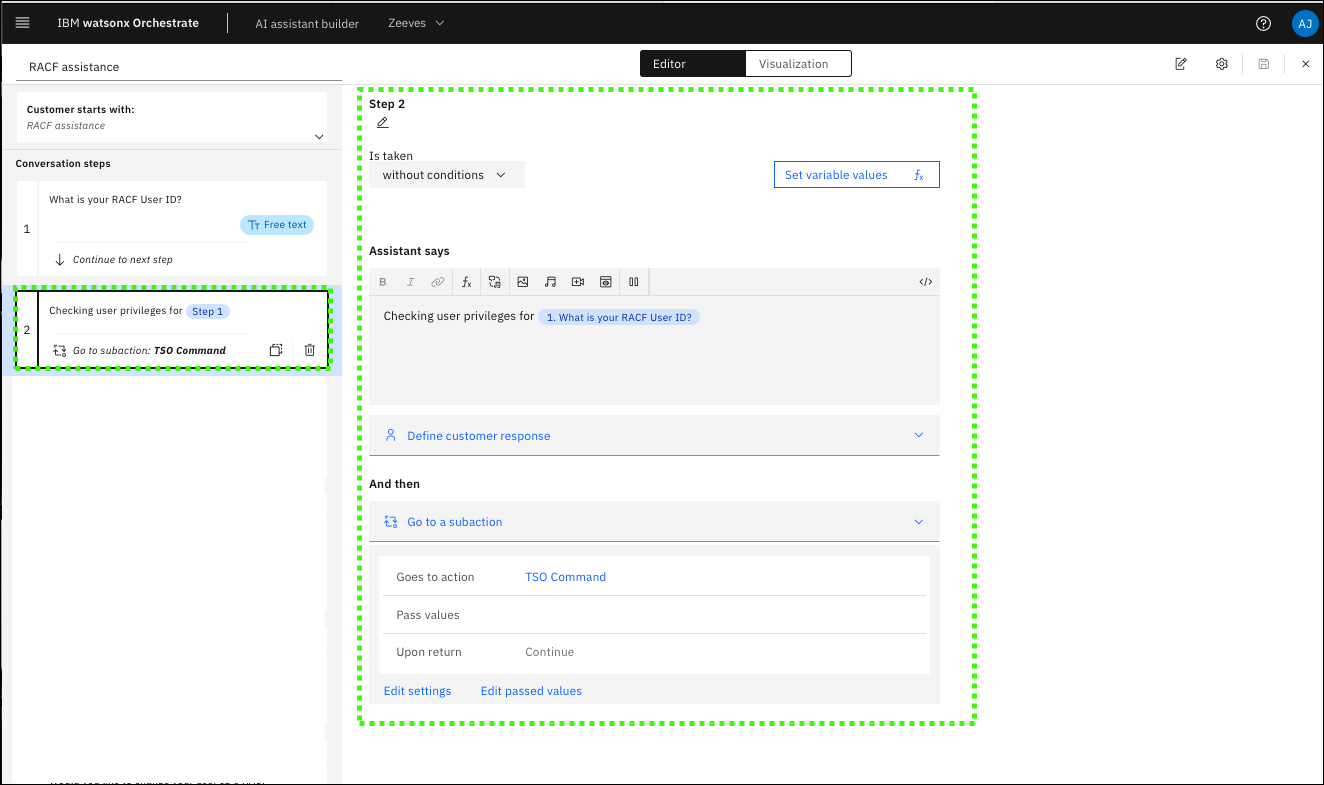 IBM watsonx Orchestrate
AI assistant builder
Zeeves
AJ
RACF assistance
Editor
Visualization
Customer starts with:
RACF assistance
Conversation steps
1
What is your RACF User ID?
Free text
Continue to next step
2
Checking user privileges for Step 1
Go to subaction: TSO Command
Step 2
Is taken
without conditions
Set variable values fx
Assistant says
B I fx </>
Checking user privileges for 1. What is your RACF User ID?
Define customer response
And then
Go to a subaction
Goes to action TSO Command
Pass values
Upon return Continue
Edit settings Edit passed values